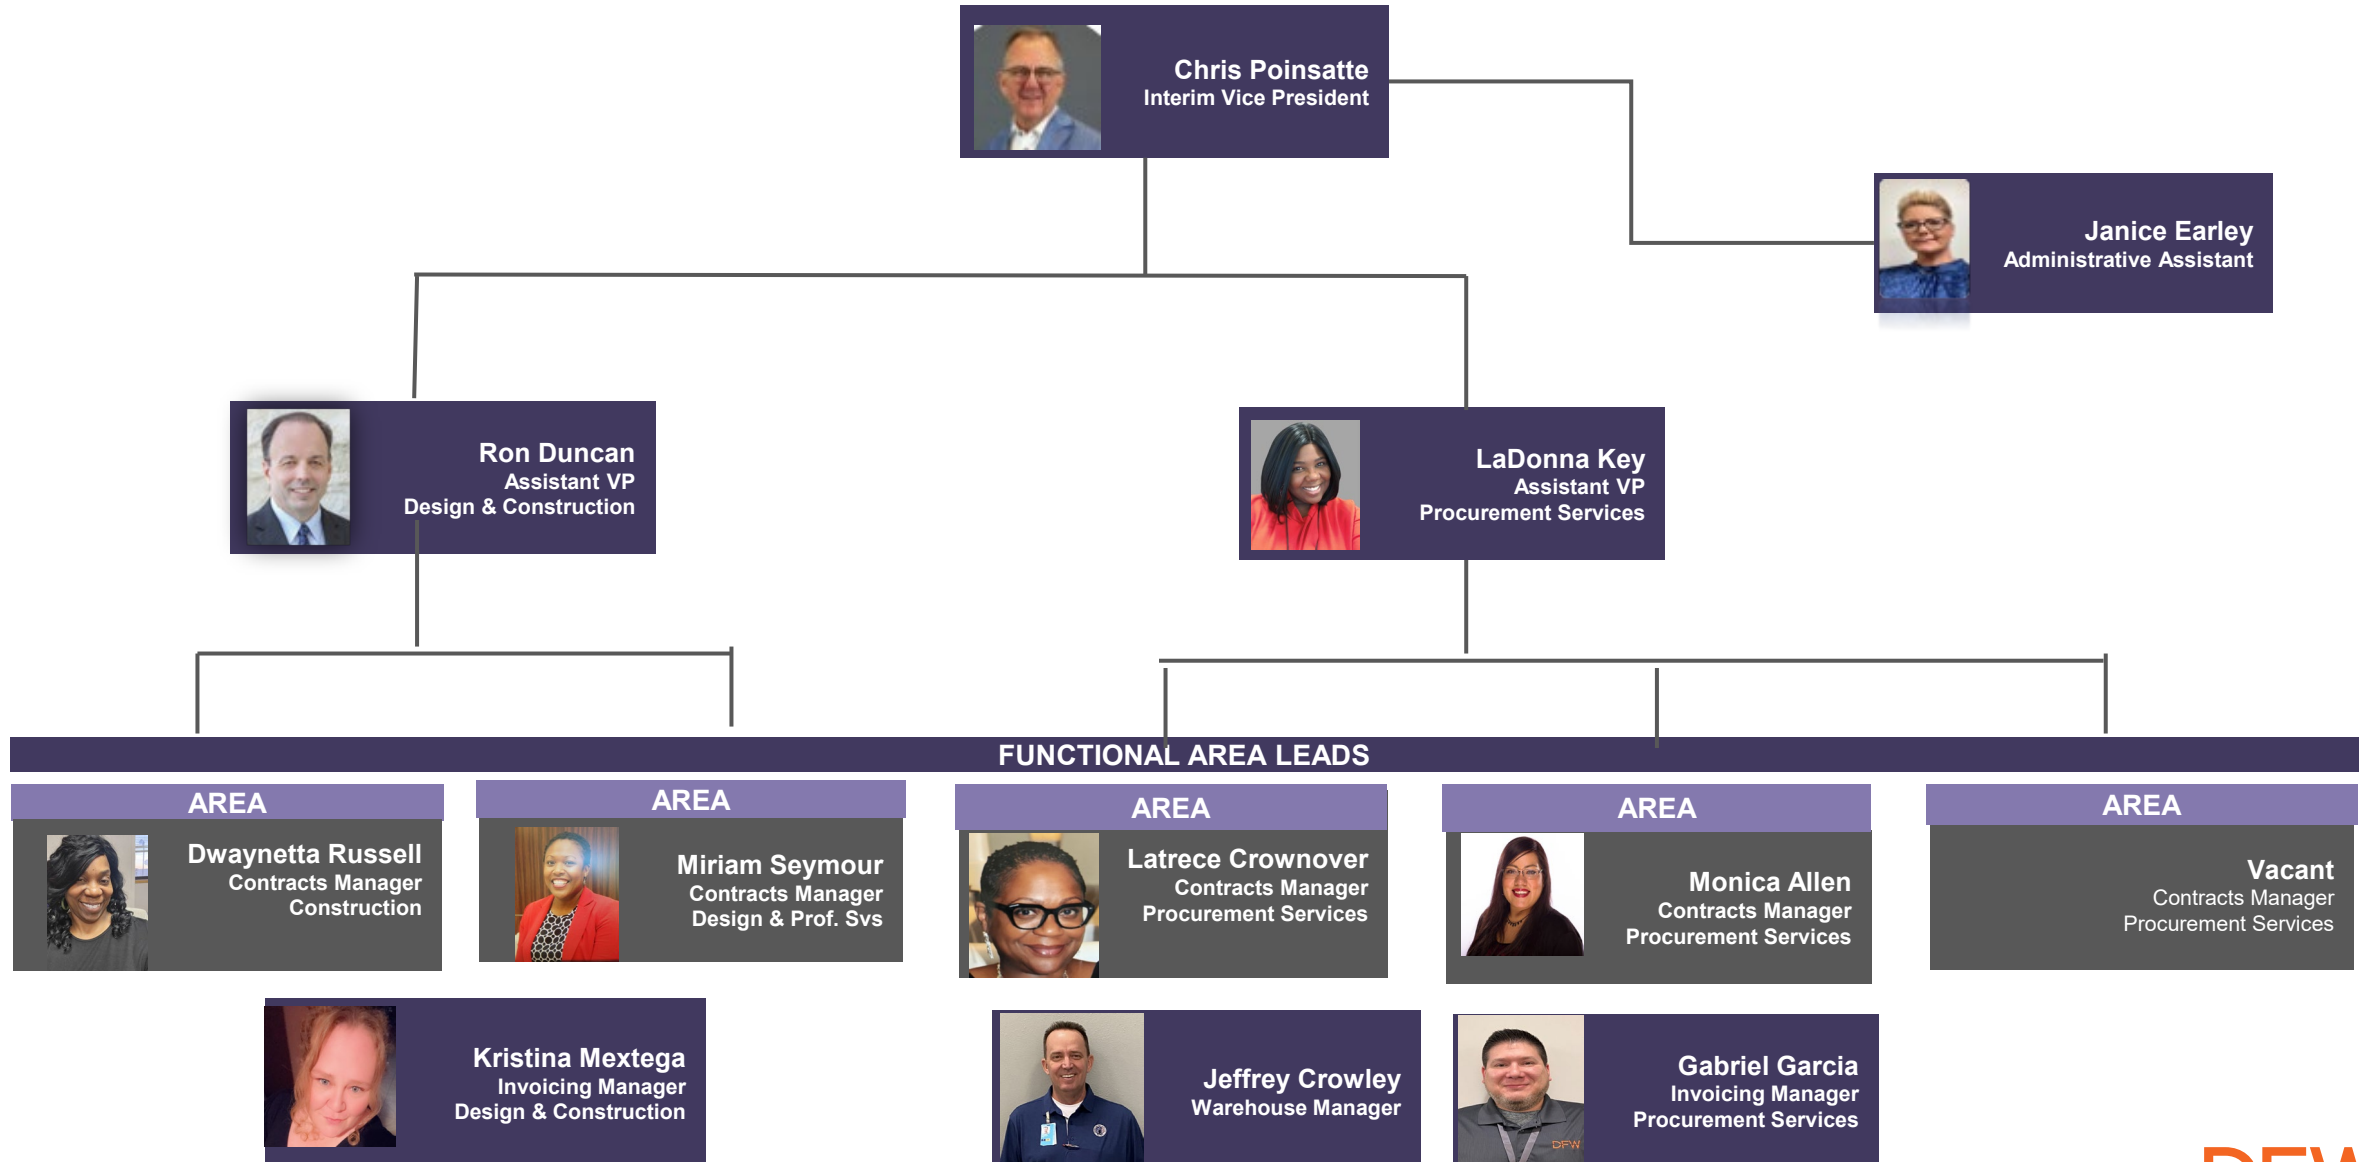 Chris Poinsatte
Interim Vice President
Janice Earley
Administrative Assistant
Ron Duncan
Assistant VP
Design & Construction
LaDonna Key
Assistant VP
Procurement Services
FUNCTIONAL AREA LEADS
AREA
Dwaynetta Russell
Contracts Manager
Construction
AREA
Miriam Seymour
Contracts Manager
Design & Prof. Svs
AREA
Latrece Crownover
Contracts Manager
Procurement Services
AREA
Monica Allen
Contracts Manager
Procurement Services
AREA
Vacant
Contracts Manager
Procurement Services
Kristina Mextega
Invoicing Manager
Design & Construction
Jeffrey Crowley
Warehouse Manager
Gabriel Garcia
Invoicing Manager
Procurement Services
DFW
DFW